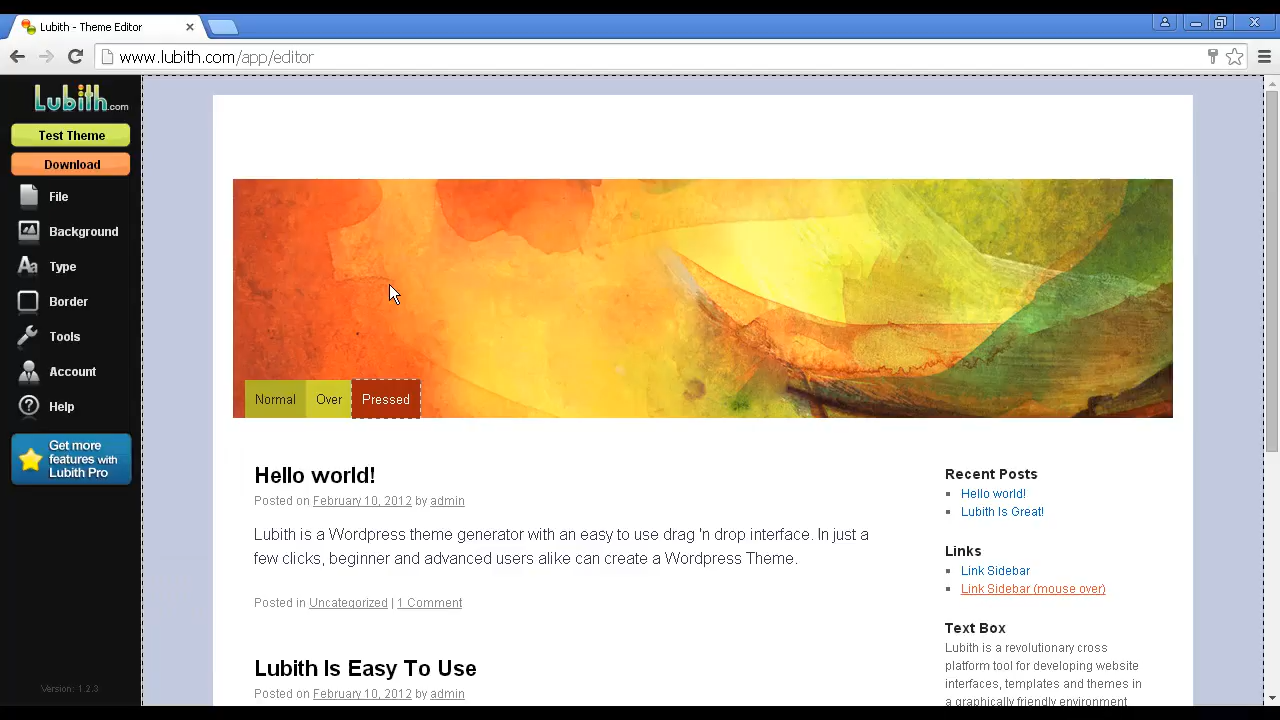 Lubith - Theme Editor
www.lubith.com/app/editor
Lubith.com
Test Theme
Download
File
Background
Type
Border
Tools
Account
Help
Get more
features with
Lubith Pro
Version: 1.2.3
Normal Over Pressed
Hello world!
Posted on February 10, 2012 by admin
Lubith is a Wordpress theme generator with an easy to use drag 'n drop interface. In just a
few clicks, beginner and advanced users alike can create a Wordpress Theme.
Posted in Uncategorized | 1 Comment
Lubith Is Easy To Use
Posted on February 10, 2012 by admin
Recent Posts
Hello world!
Lubith Is Great!
Links
Link Sidebar
Link Sidebar (mouse over)
Text Box
Lubith is a revolutionary cross
platform tool for developing website
interfaces, templates and themes in
a graphically friendly environment